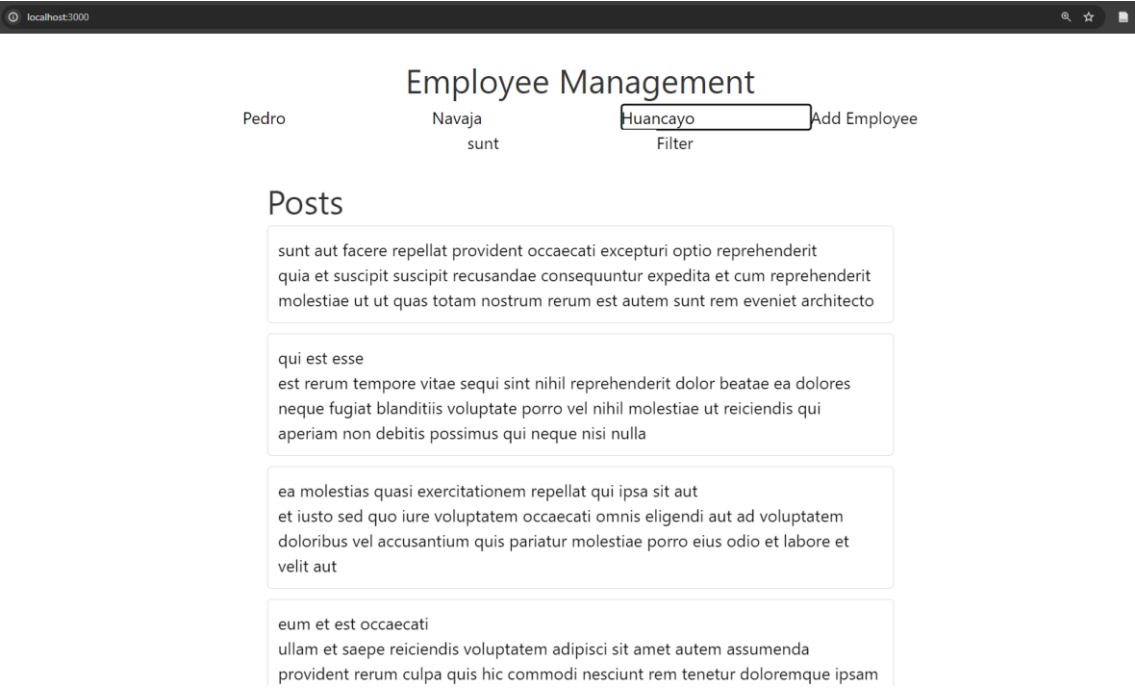 localhost:3000
Employee Management
Pedro Navaja Huancayo Add Employee
sunt Filter
Posts
sunt aut facere repellat provident occaecati excepturi optio reprehenderit
quia et suscipit suscipit recusandae consequuntur expedita et cum reprehenderit
molestiae ut ut quas totam nostrum rerum est autem sunt rem eveniet architecto
qui est esse
est rerum tempore vitae sequi sint nihil reprehenderit dolor beatae ea dolores
neque fugiat blanditiis voluptate porro vel nihil molestiae ut reiciendis qui
aperiam non debitis possimus qui neque nisi nulla
ea molestias quasi exercitationem repellat qui ipsa sit aut
et iusto sed quo iure voluptatem occaecati omnis eligendi aut ad voluptatem
doloribus vel accusantium quis pariatur molestiae porro eius odio et labore et
velit aut
eum et est occaecati
ullam et saepe reiciendis voluptatem adipisci sit amet autem assumenda
provident rerum culpa quis hic commodi nesciunt rem tenetur doloremque ipsam